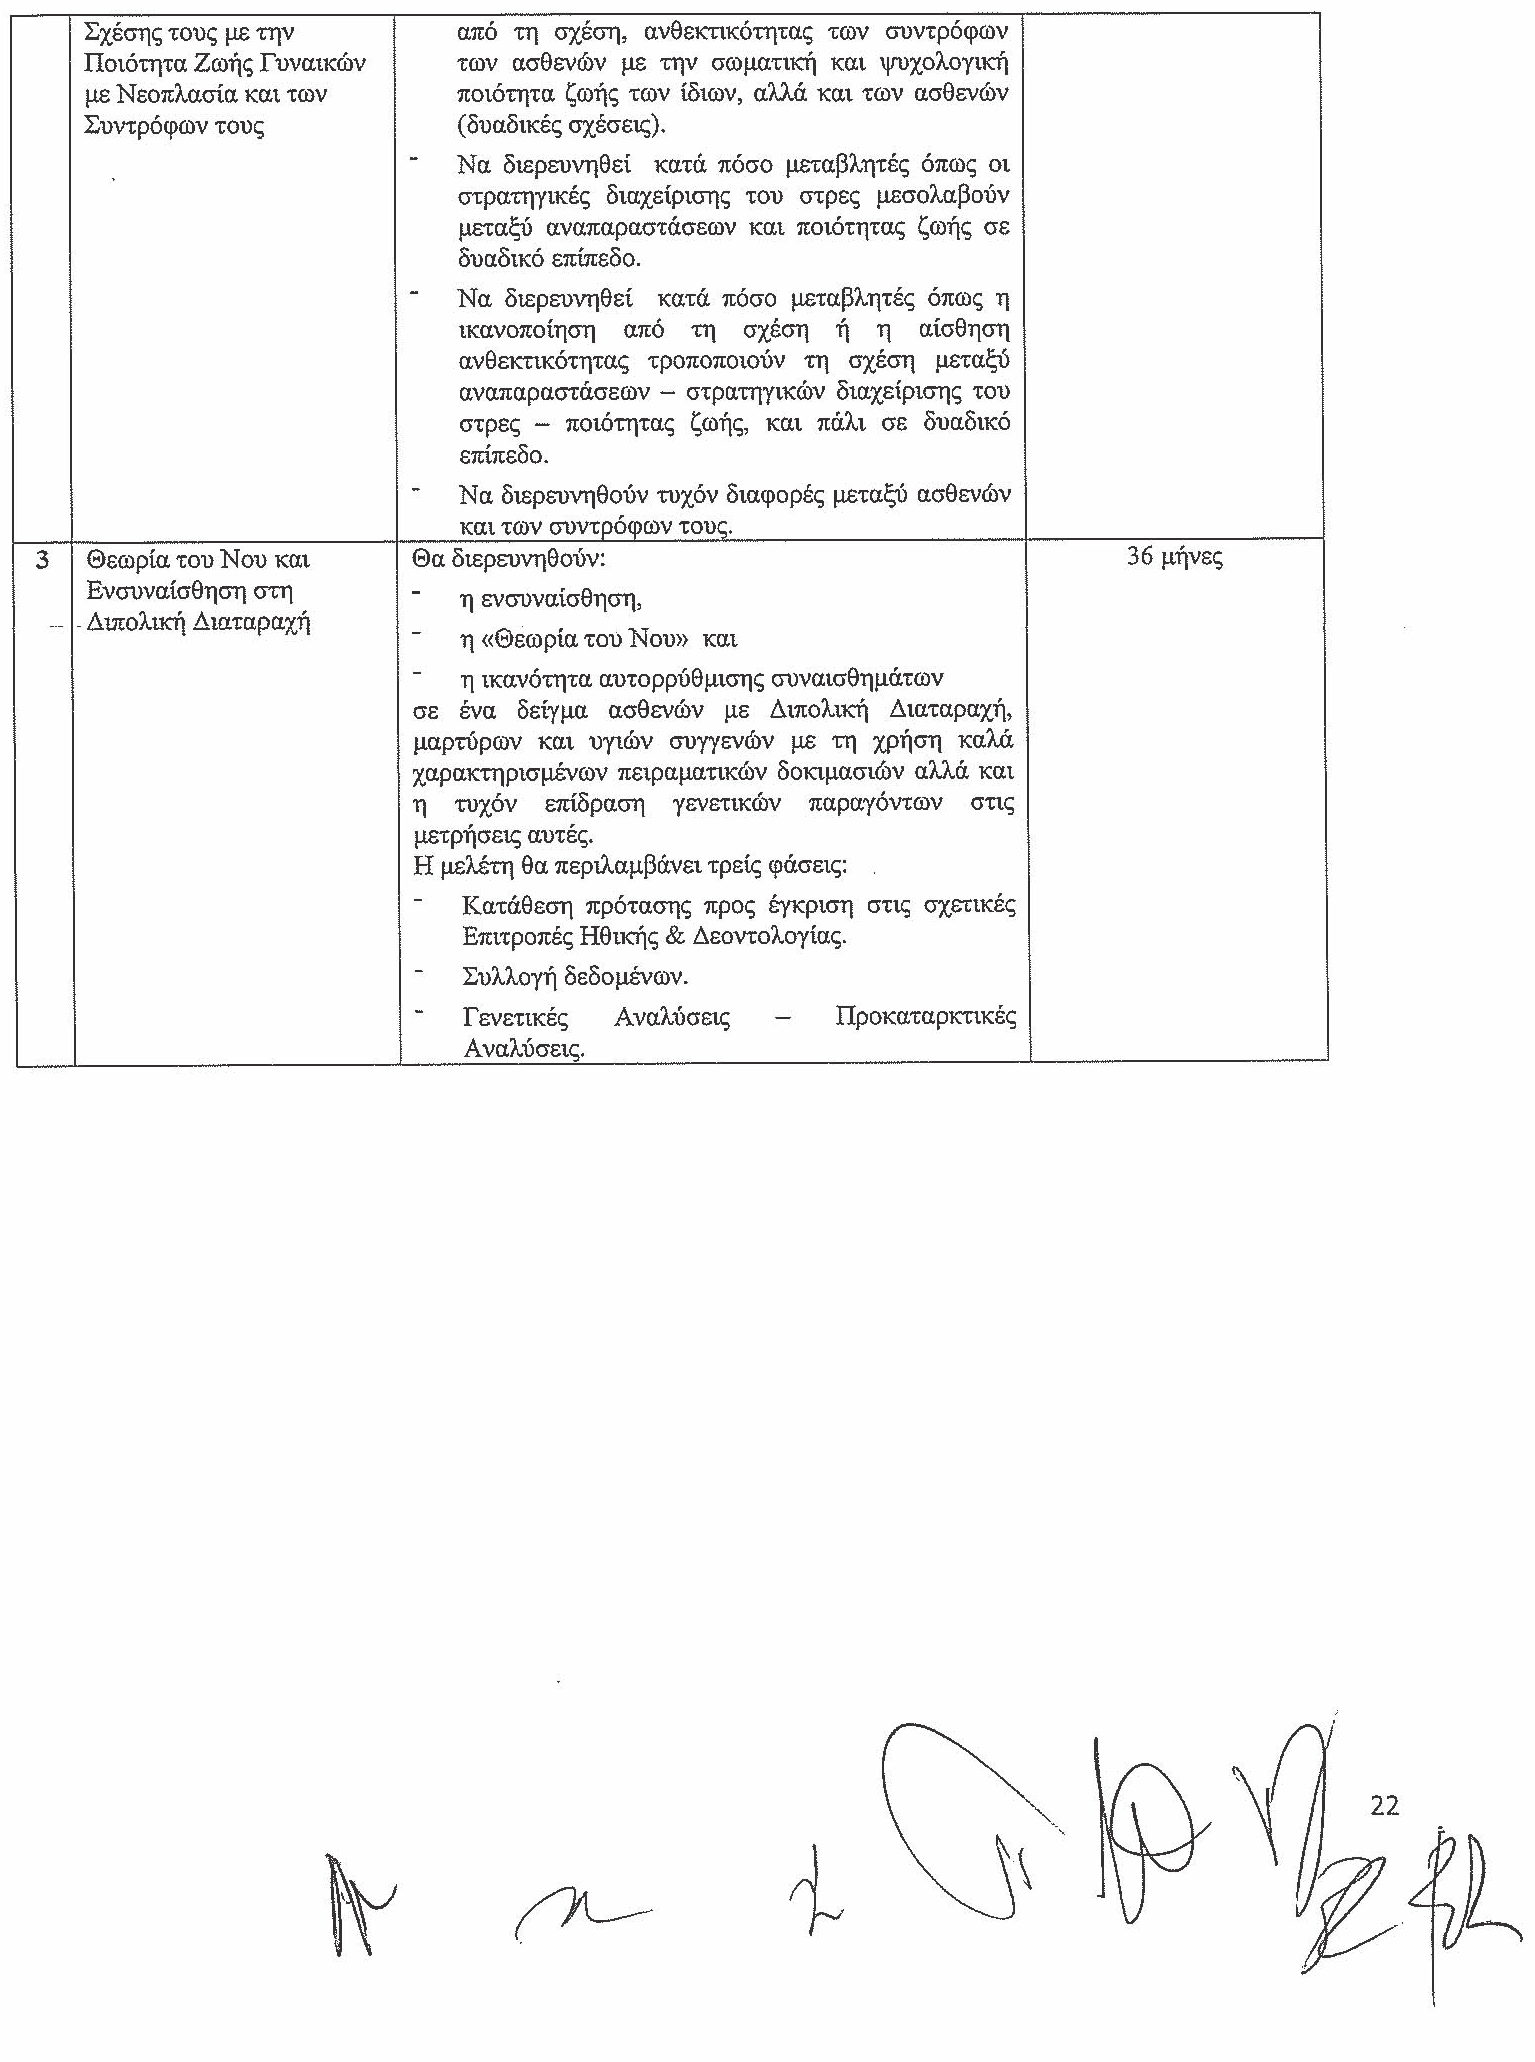 Σχέσης τους με την
Ποιότητα Ζωής Γυναικών
με Νεοπλασία και των
Συντρόφων τους
από τη σχέση, ανθεκτικότητας των συντρόφων
των ασθενών με την σωματική και ψυχολογική
ποιότητα ζωής των ίδιων, αλλά και των ασθενών
(δυαδικές σχέσεις).
- Να διερευνηθεί κατά πόσο μεταβλητές όπως οι
στρατηγικές διαχείρισης του στρες μεσολαβούν
μεταξύ αναπαραστάσεων και ποιότητας ζωής σε
δυαδικό επίπεδο.
- Να διερευνηθεί κατά πόσο μεταβλητές όπως η
ικανοποίηση από τη σχέση ή η αίσθηση
ανθεκτικότητας τροποποιούν τη σχέση μεταξύ
αναπαραστάσεων – στρατηγικών διαχείρισης του
στρες – ποιότητας ζωής, και πάλι σε δυαδικό
επίπεδο.
- Να διερευνηθούν τυχόν διαφορές μεταξύ ασθενών
και των συντρόφων τους.
3
Θεωρία του Νου και
Ενσυναίσθηση στη
Διπολική Διαταραχή
Θα διερευνηθούν:
- η ενσυναίσθηση,
- η «Θεωρία του Νου» και
- η ικανότητα αυτορρύθμισης συναισθημάτων
σε ένα δείγμα ασθενών με Διπολική Διαταραχή,
μαρτύρων και υγιών συγγενών με τη χρήση καλά
χαρακτηρισμένων πειραματικών δοκιμασιών αλλά και
η τυχόν επίδραση γενετικών παραγόντων στις
μετρήσεις αυτές.
Η μελέτη θα περιλαμβάνει τρείς φάσεις:
- Κατάθεση πρότασης προς έγκριση στις σχετικές
Επιτροπές Ηθικής & Δεοντολογίας.
- Συλλογή δεδομένων.
- Γενετικές Αναλύσεις – Προκαταρκτικές
Αναλύσεις.
36 μήνες
22